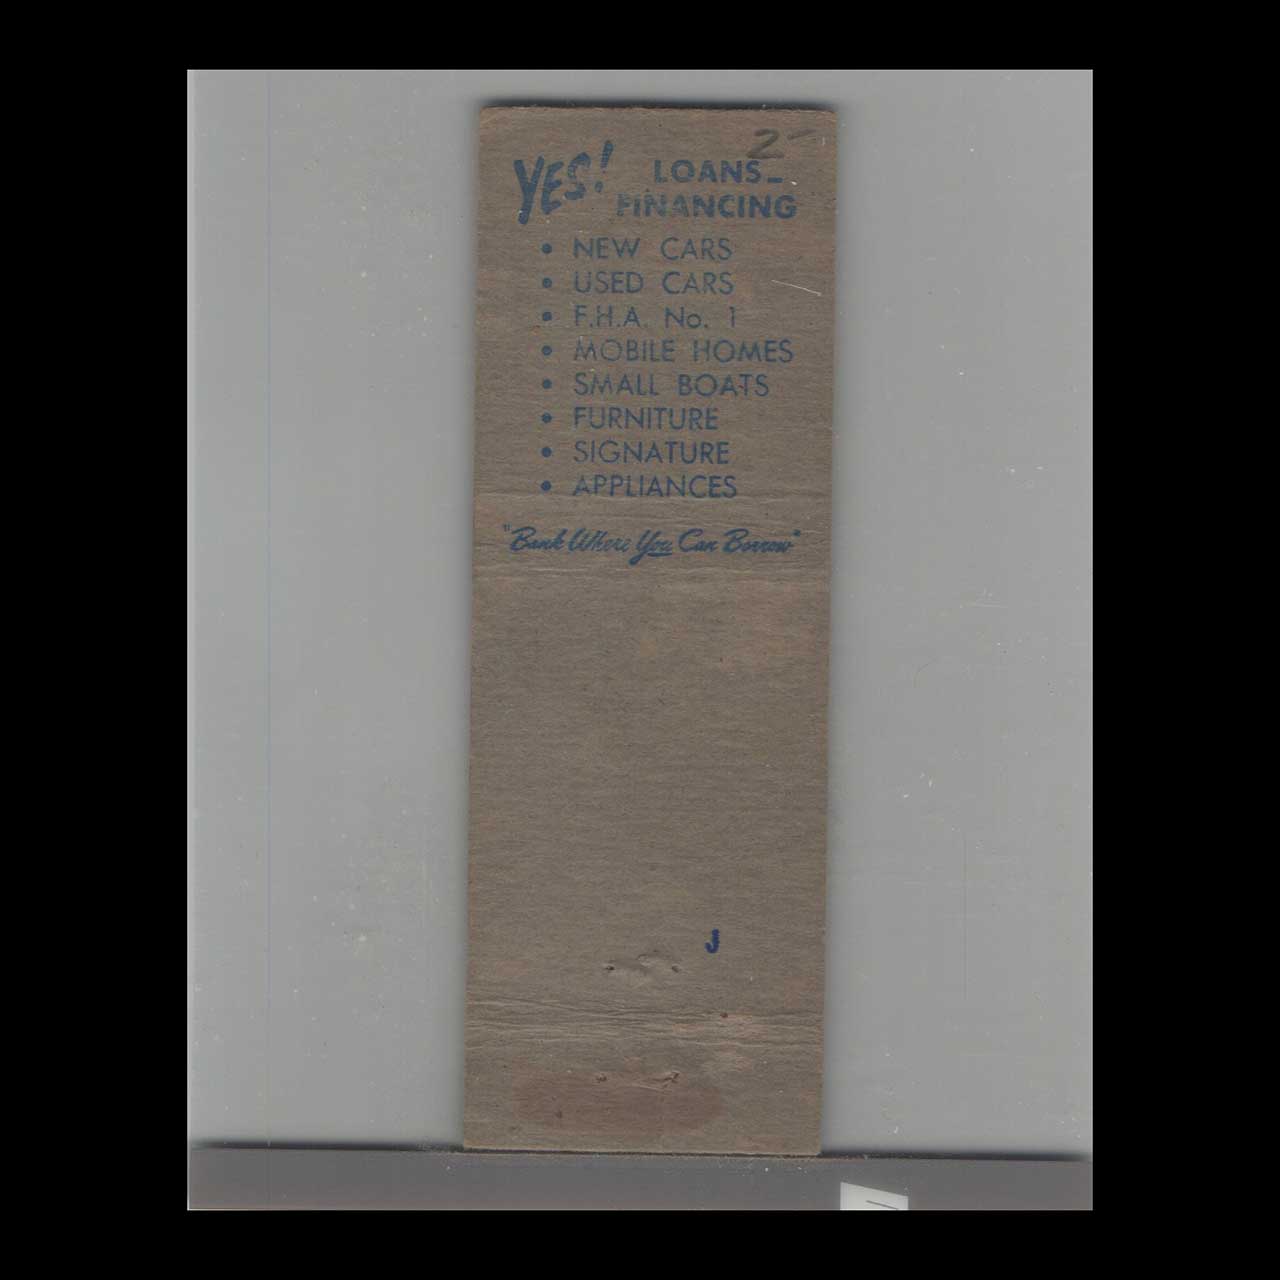 2-
YES! LOANS-
FINANCING
• NEW CARS
• USED CARS
• F.H.A. No. 1
• MOBILE HOMES
• SMALL BOATS
• FURNITURE
• SIGNATURE
• APPLIANCES
"Bank Where You Can Borrow"
J